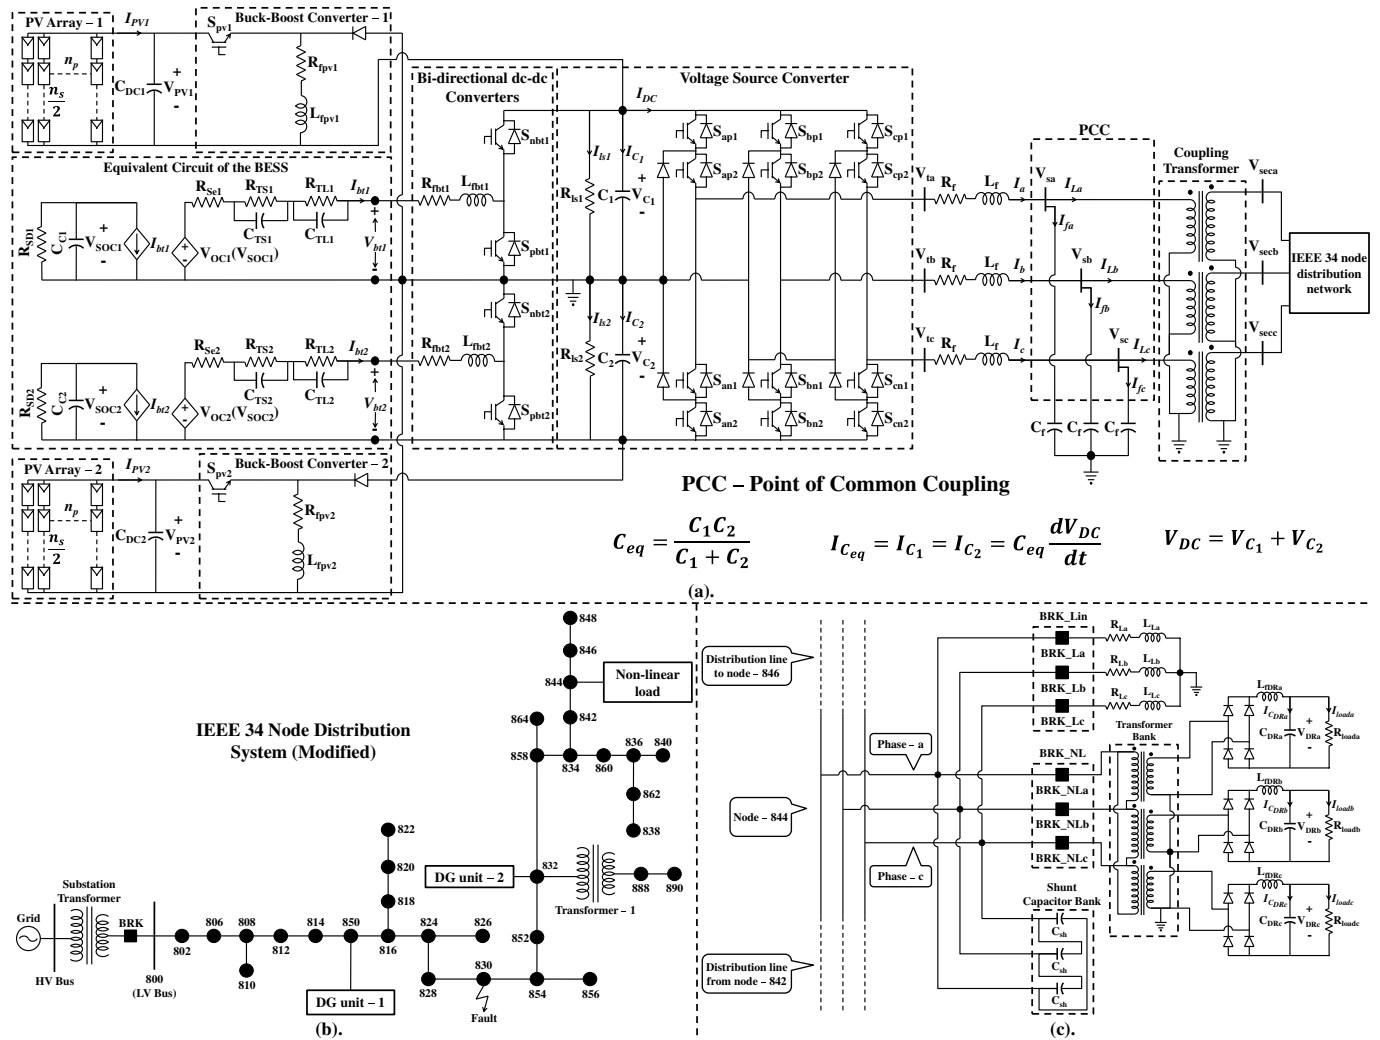 PV Array – 1
I_PV1
S_pv1
Buck-Boost Converter – 1
n_p
n_s/2
C_DC1
+
V_PV1
-
R_fpv1
L_fpv1
Bi-directional dc-dc
Converters
Voltage Source Converter
I_DC
S_nbt1
S_ap1
S_bp1
S_cp1
PCC
Coupling
Transformer
I_ls1
I_C1
S_ap2
S_bp2
S_cp2
Equivalent Circuit of the BESS
R_Se1
R_TS1
R_TL1
I_bt1
R_fbt1
L_fbt1
R_ls1
C_1
+
V_C1
-
V_ta
R_f
L_f
I_a
V_sa
I_La
V_seca
C_TS1
C_TL1
I_fa
R_SD1
C_C1
+
V_SOC1
-
I_bt1
V_OC1(V_SOC1)
+
V_bt1
-
S_pbt1
V_tb
R_f
L_f
I_b
V_sb
I_Lb
V_secb
IEEE 34 node
distribution
network
I_fb
S_nbt2
I_ls2
I_C2
R_Se2
R_TS2
R_TL2
I_bt2
R_fbt2
L_fbt2
R_ls2
C_2
+
V_C2
-
V_tc
R_f
L_f
I_c
V_sc
I_Lc
V_secc
C_TS2
C_TL2
I_fc
R_SD2
C_C2
+
V_SOC2
-
I_bt2
V_OC2(V_SOC2)
+
V_bt2
-
S_pbt2
S_an1
S_bn1
S_cn1
S_an2
S_bn2
S_cn2
C_f
C_f
C_f
PV Array – 2
I_PV2
S_pv2
Buck-Boost Converter – 2
n_p
n_s/2
C_DC2
+
V_PV2
-
R_fpv2
L_fpv2
PCC – Point of Common Coupling
C_eq = C_1C_2/(C_1 + C_2)
I_Ceq = I_C1 = I_C2 = C_eq dV_DC/dt
V_DC = V_C1 + V_C2
(a).
IEEE 34 Node Distribution
System (Modified)
848
846
844
Non-linear
load
842
864
858
834
860
836
840
862
838
822
820
818
DG unit – 2
832
Transformer – 1
888
890
Substation
Transformer
Grid
BRK
HV Bus
800
(LV Bus)
802
806
808
810
812
814
850
816
824
826
DG unit – 1
828
830
Fault
852
854
856
(b).
Distribution line
to node – 846
BRK_Lin
BRK_La
BRK_Lb
BRK_Lc
R_La
L_La
R_Lb
L_Lb
R_Lc
L_Lc
Phase – a
BRK_NL
BRK_NLa
BRK_NLb
BRK_NLc
Transformer
Bank
Node – 844
Phase – c
L_fDRa
I_CDRa
C_DRa
+
V_DRa
-
I_loada
R_loada
L_fDRb
I_CDRb
C_DRb
+
V_DRb
-
I_loadb
R_loadb
L_fDRc
I_CDRc
C_DRc
+
V_DRc
-
I_loadc
R_loadc
Shunt
Capacitor Bank
C_sh
C_sh
C_sh
Distribution line
from node – 842
(c).